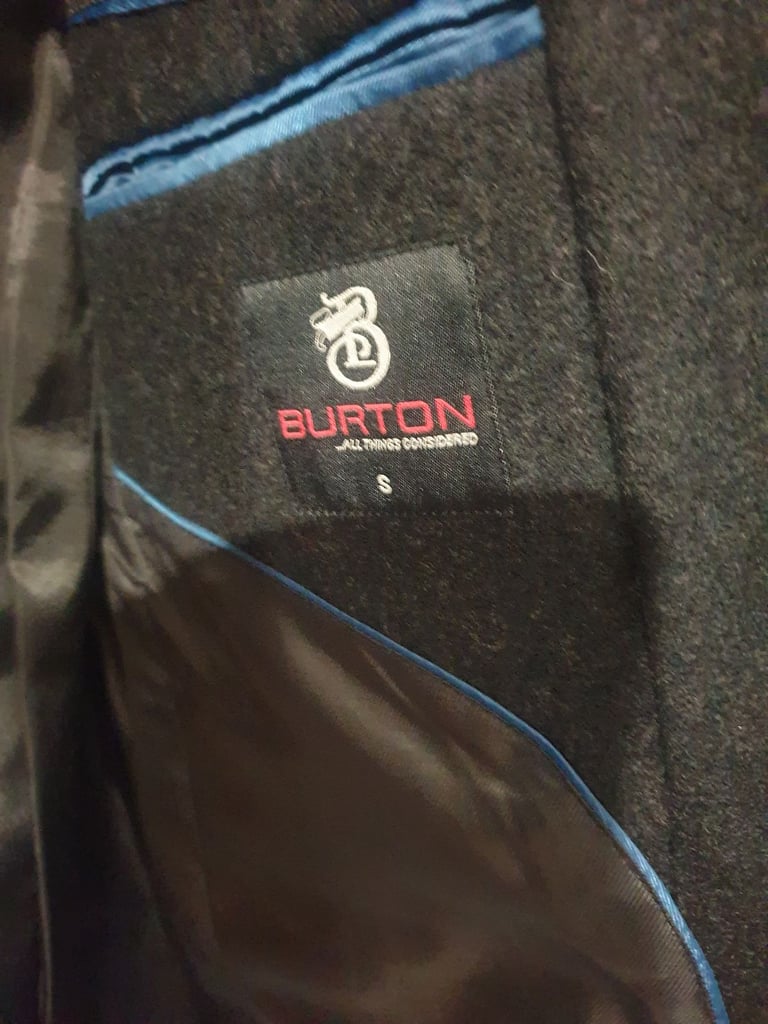 BURTON
...ALL THINGS CONSIDERED
S